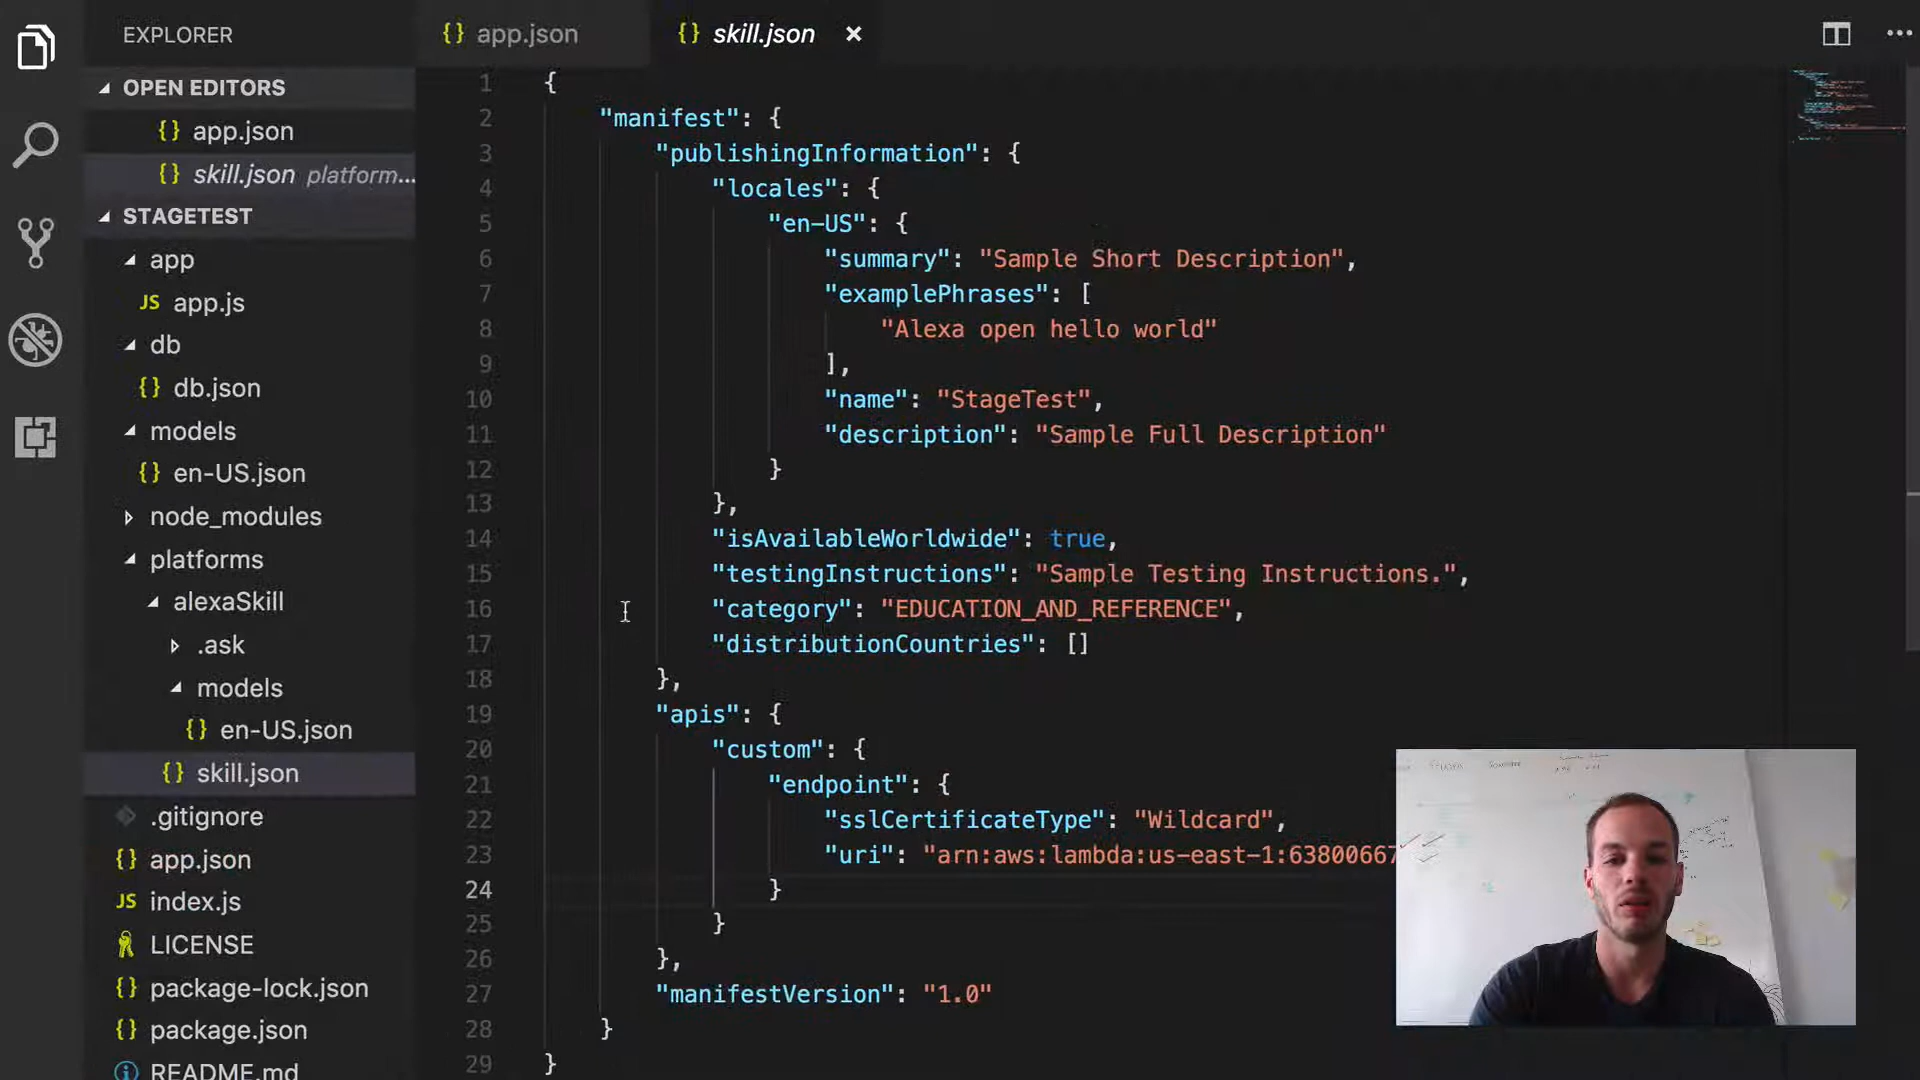 EXPLORER
OPEN EDITORS
{} app.json
{} skill.json platform...
STAGETEST
app
JS app.js
db
{} db.json
models
{} en-US.json
node_modules
platforms
alexaSkill
.ask
models
{} en-US.json
{} skill.json
.gitignore
{} app.json
JS index.js
LICENSE
{} package-lock.json
{} package.json
README.md
{} app.json
{} skill.json ×
1 {
2 "manifest": {
3 "publishingInformation": {
4 "locales": {
5 "en-US": {
6 "summary": "Sample Short Description",
7 "examplePhrases": [
8 "Alexa open hello world"
9 ],
10 "name": "StageTest",
11 "description": "Sample Full Description"
12 }
13 },
14 "isAvailableWorldwide": true,
15 "testingInstructions": "Sample Testing Instructions.",
16 "category": "EDUCATION_AND_REFERENCE",
17 "distributionCountries": []
18 },
19 "apis": {
20 "custom": {
21 "endpoint": {
22 "sslCertificateType": "Wildcard",
23 "uri": "arn:aws:lambda:us-east-1:63800667
24 }
25 }
26 },
27 "manifestVersion": "1.0"
28 }
29 }